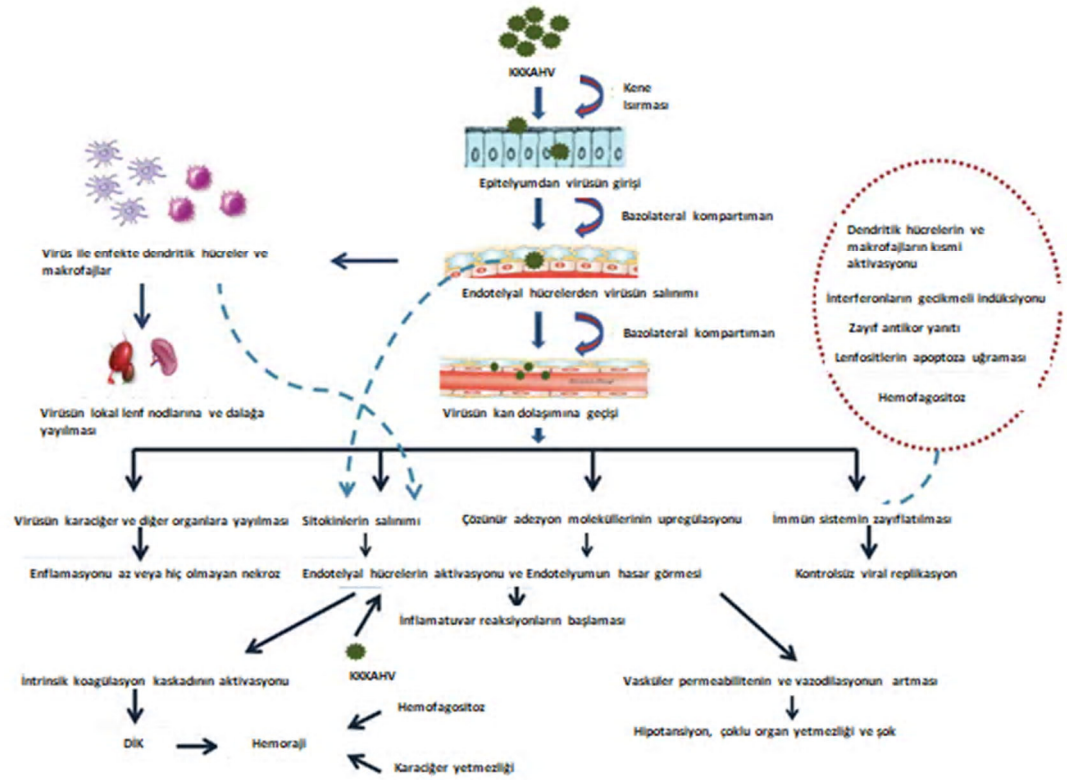 KKKAHV
Kene
Isırması
Epitelyumdan virüsün girişi
Bazolateral kompartıman
Virüs ile enfekte dendritik hücreler ve
makrofajlar
Endotelyal hücrelerden virüsün salınımı
Bazolateral kompartıman
Dendritik hücrelerin ve
makrofajların kısmi
aktivasyonu
İnterferonların gecikmeli indüksiyonu
Zayıf antikor yanıtı
Lenfositlerin apoptoza uğraması
Hemofagositoz
Virüsün lokal lenf nodlarına ve dalağa
yayılması
Virüsün kan dolaşımına geçişi
Virüsün karaciğer ve diğer organlara yayılması
Sitokinlerin salınımı
Çözünür adezyon moleküllerinin upregülasyonu
İmmün sistemin zayıflatılması
Enflamasyonu az veya hiç olmayan nekroz
Endotelyal hücrelerin aktivasyonu ve Endotelyumun hasar görmesi
Kontrolsüz viral replikasyon
İnflamatuvar reaksiyonların başlaması
İntrinsik koagülasyon kaskadının aktivasyonu
KKKAHV
Vasküler permeabilitenin ve vazodilasyonun artması
Hemofagositoz
Hipotansiyon, çoklu organ yetmezliği ve şok
DİK
Hemoraji
Karaciğer yetmezliği